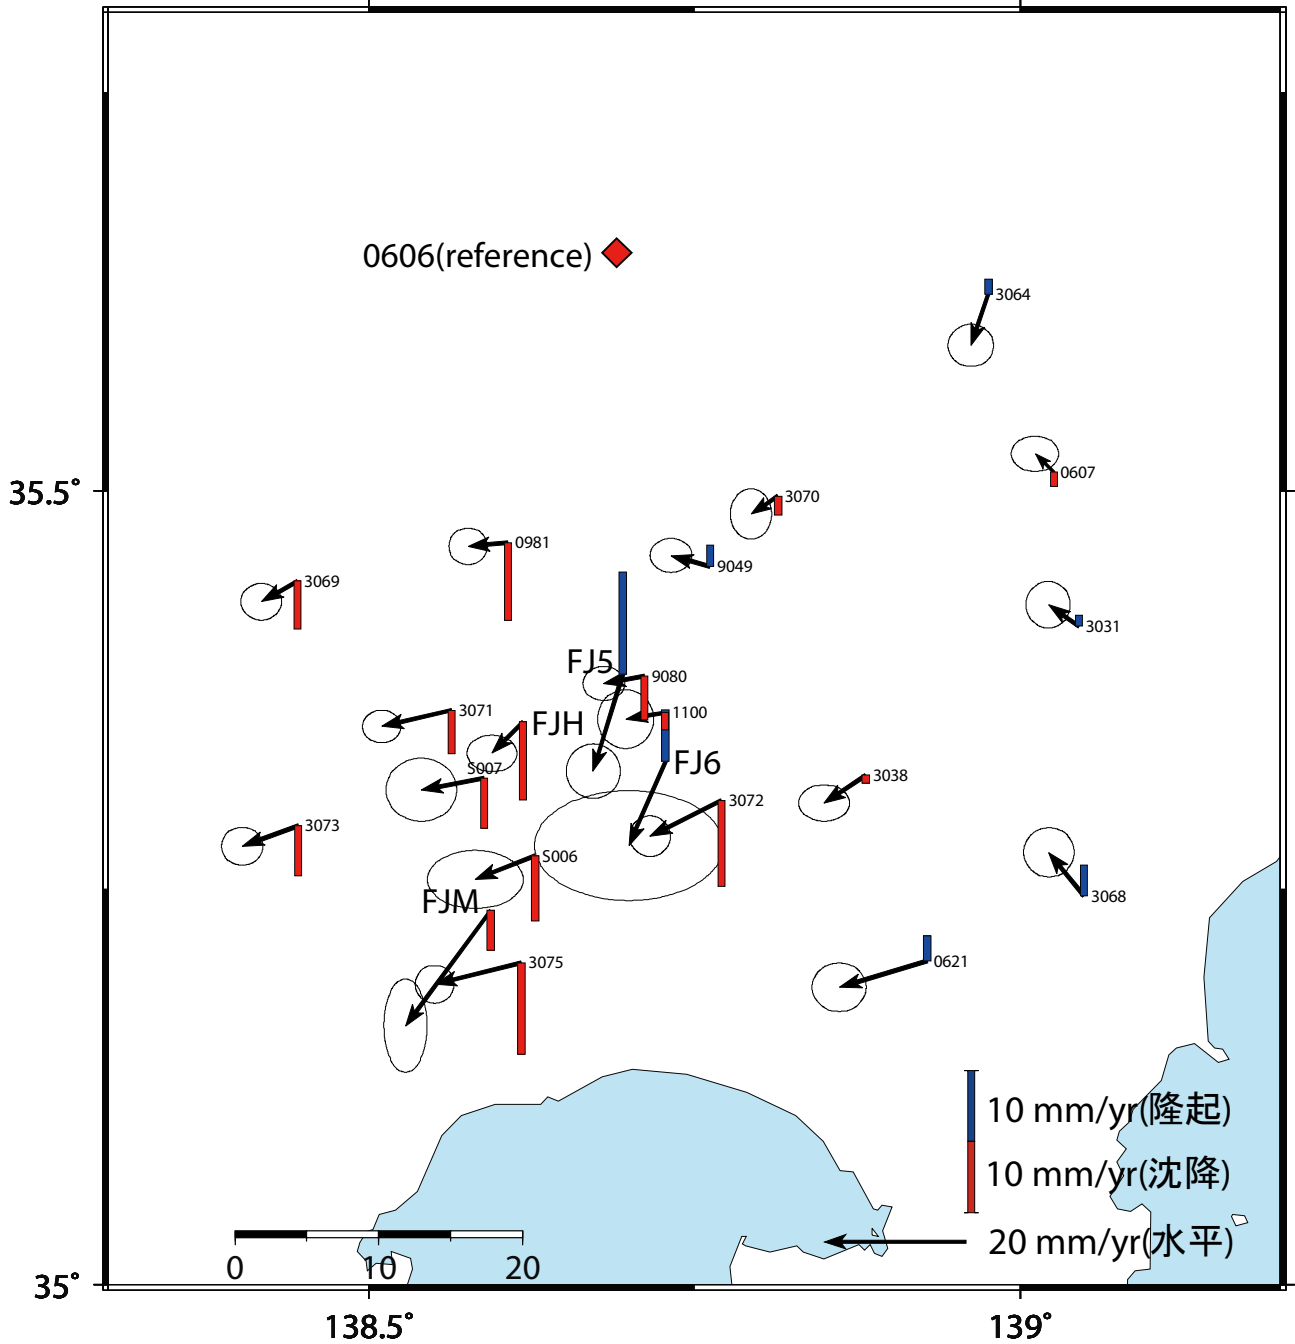 0606(reference)
3064
35.5°
0607
3070
0981
9049
3069
3031
FJ5
9080
3071
FJH
1100
FJ6
S007
3038
3072
3073
S006
3068
FJM
3075
0621
10 mm/yr(隆起)
10 mm/yr(沈降)
20 mm/yr(水平)
0 10 20
35°
138.5° 139°